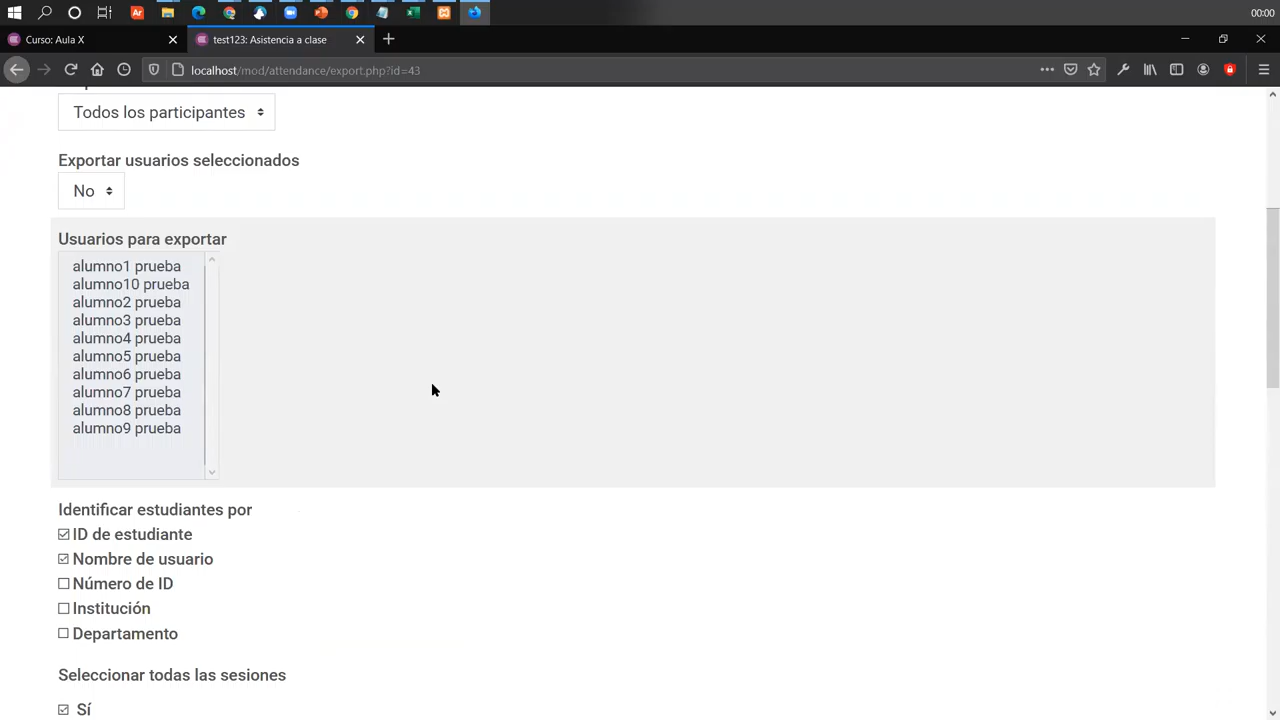 00:00
Curso: Aula X
test123: Asistencia a clase
localhost/mod/attendance/export.php?id=43
Todos los participantes
Exportar usuarios seleccionados
No
Usuarios para exportar
alumno1 prueba
alumno10 prueba
alumno2 prueba
alumno3 prueba
alumno4 prueba
alumno5 prueba
alumno6 prueba
alumno7 prueba
alumno8 prueba
alumno9 prueba
Identificar estudiantes por
ID de estudiante
Nombre de usuario
Número de ID
Institución
Departamento
Seleccionar todas las sesiones
Sí